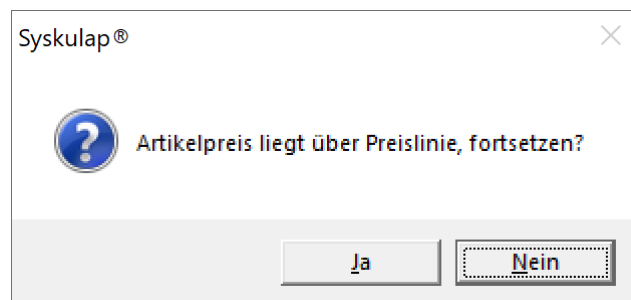 Syskulap®
Artikelpreis liegt über Preislinie, fortsetzen?
Ja
Nein